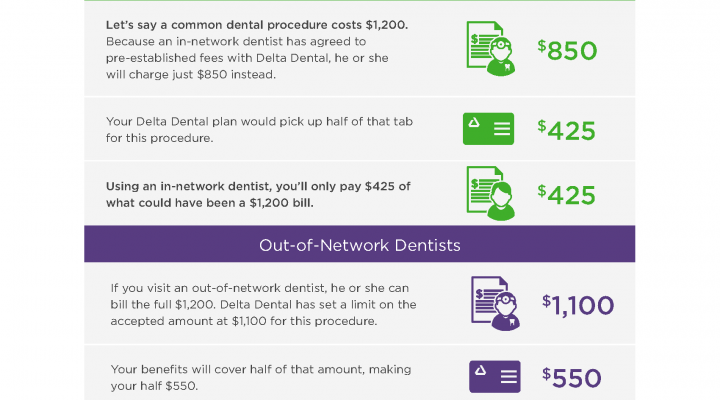 Let's say a common dental procedure costs $1,200.
Because an in-network dentist has agreed to
pre-established fees with Delta Dental, he or she
will charge just $850 instead.
$
$850
Your Delta Dental plan would pick up half of that tab
for this procedure.
$425
Using an in-network dentist, you'll only pay $425 of
what could have been a $1,200 bill.
$
$425
Out-of-Network Dentists
If you visit an out-of-network dentist, he or she can
bill the full $1,200. Delta Dental has set a limit on the
accepted amount at $1,100 for this procedure.
$
$1,100
Your benefits will cover half of that amount, making
your half $550.
$550